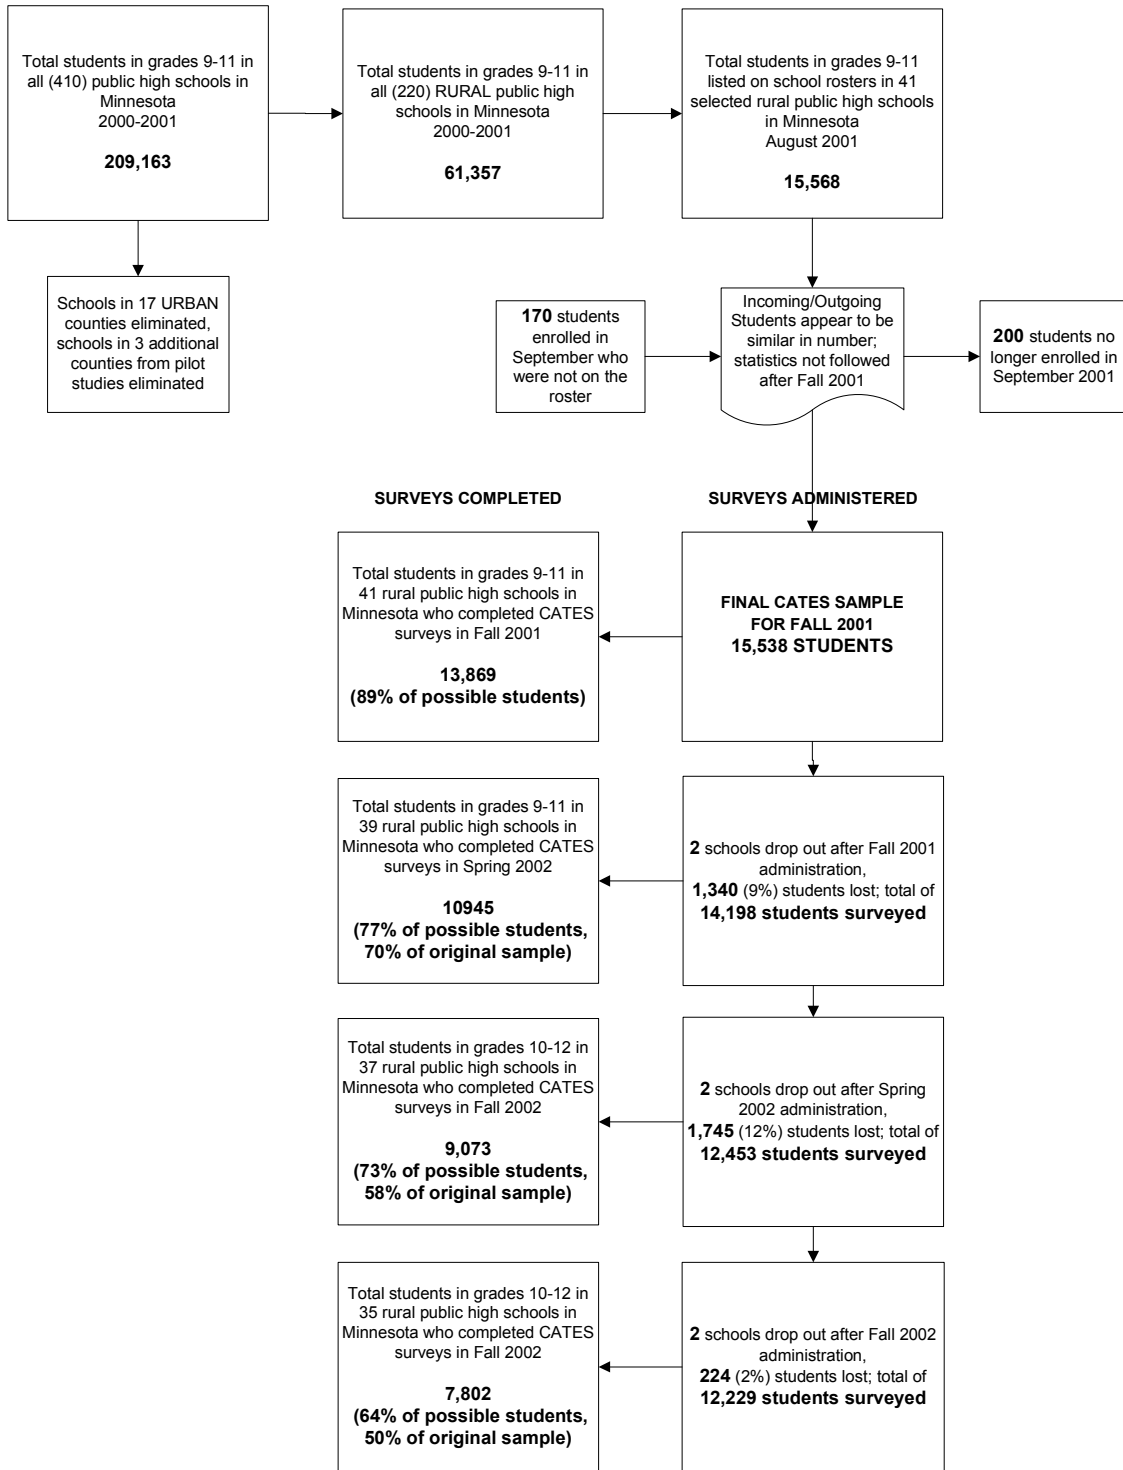 Total students in grades 9-11 in
all (410) public high schools in
Minnesota
2000-2001
209,163
Total students in grades 9-11 in
all (220) RURAL public high
schools in Minnesota
2000-2001
61,357
Total students in grades 9-11
listed on school rosters in 41
selected rural public high schools
in Minnesota
August 2001
15,568
Schools in 17 URBAN
counties eliminated,
schools in 3 additional
counties from pilot
studies eliminated
170 students
enrolled in
September who
were not on the
roster
Incoming/Outgoing
Students appear to be
similar in number;
statistics not followed
after Fall 2001
200 students no
longer enrolled in
September 2001
SURVEYS COMPLETED
SURVEYS ADMINISTERED
Total students in grades 9-11 in
41 rural public high schools in
Minnesota who completed CATES
surveys in Fall 2001
13,869
(89% of possible students)
FINAL CATES SAMPLE
FOR FALL 2001
15,538 STUDENTS
Total students in grades 9-11 in
39 rural public high schools in
Minnesota who completed CATES
surveys in Spring 2002
10945
(77% of possible students,
70% of original sample)
2 schools drop out after Fall 2001
administration,
1,340 (9%) students lost; total of
14,198 students surveyed
Total students in grades 10-12 in
37 rural public high schools in
Minnesota who completed CATES
surveys in Fall 2002
9,073
(73% of possible students,
58% of original sample)
2 schools drop out after Spring
2002 administration,
1,745 (12%) students lost; total of
12,453 students surveyed
Total students in grades 10-12 in
35 rural public high schools in
Minnesota who completed CATES
surveys in Fall 2002
7,802
(64% of possible students,
50% of original sample)
2 schools drop out after Fall 2002
administration,
224 (2%) students lost; total of
12,229 students surveyed